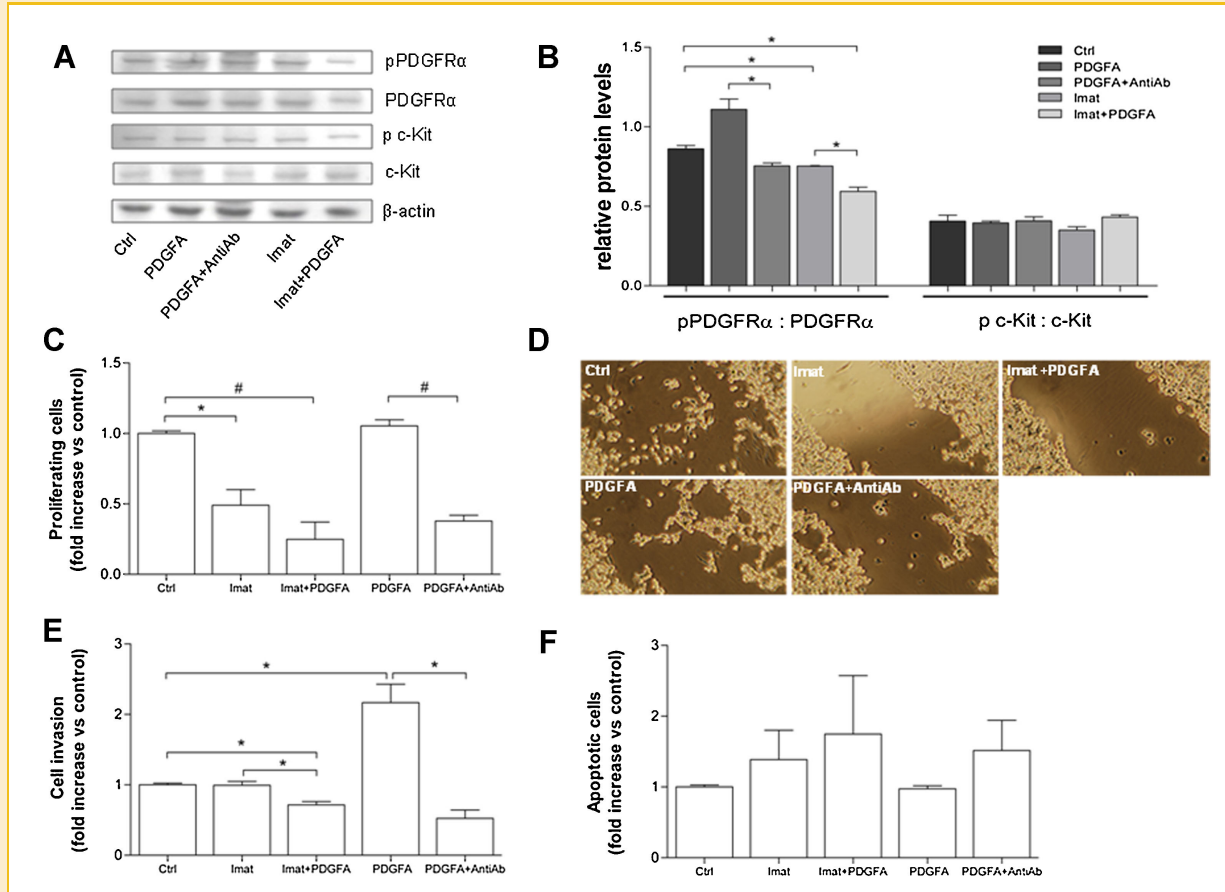 A
pPDGFRα
PDGFRα
p c-Kit
c-Kit
β-actin
Ctrl
PDGFA
PDGFA+AntiAb
Imat
Imat+PDGFA
B
relative protein levels
1.5
1.0
0.5
0.0
*
*
*
*
Ctrl
PDGFA
PDGFA+AntiAb
Imat
Imat+PDGFA
pPDGFRα : PDGFRα
p c-Kit : c-Kit
C
Proliferating cells
(fold increase vs control)
1.5
1.0
0.5
0.0
#
*
#
Ctrl
Imat
Imat+PDGFA
PDGFA
PDGFA+AntiAb
D
Ctrl
Imat
Imat +PDGFA
PDGFA
PDGFA+AntiAb
E
Cell invasion
(fold increase vs control)
3
2
1
0
*
*
*
*
Ctrl
Imat
Imat+PDGFA
PDGFA
PDGFA+AntiAb
F
Apoptotic cells
(fold increase vs control)
3
2
1
0
Ctrl
Imat
Imat+PDGFA
PDGFA
PDGFA+AntiAb